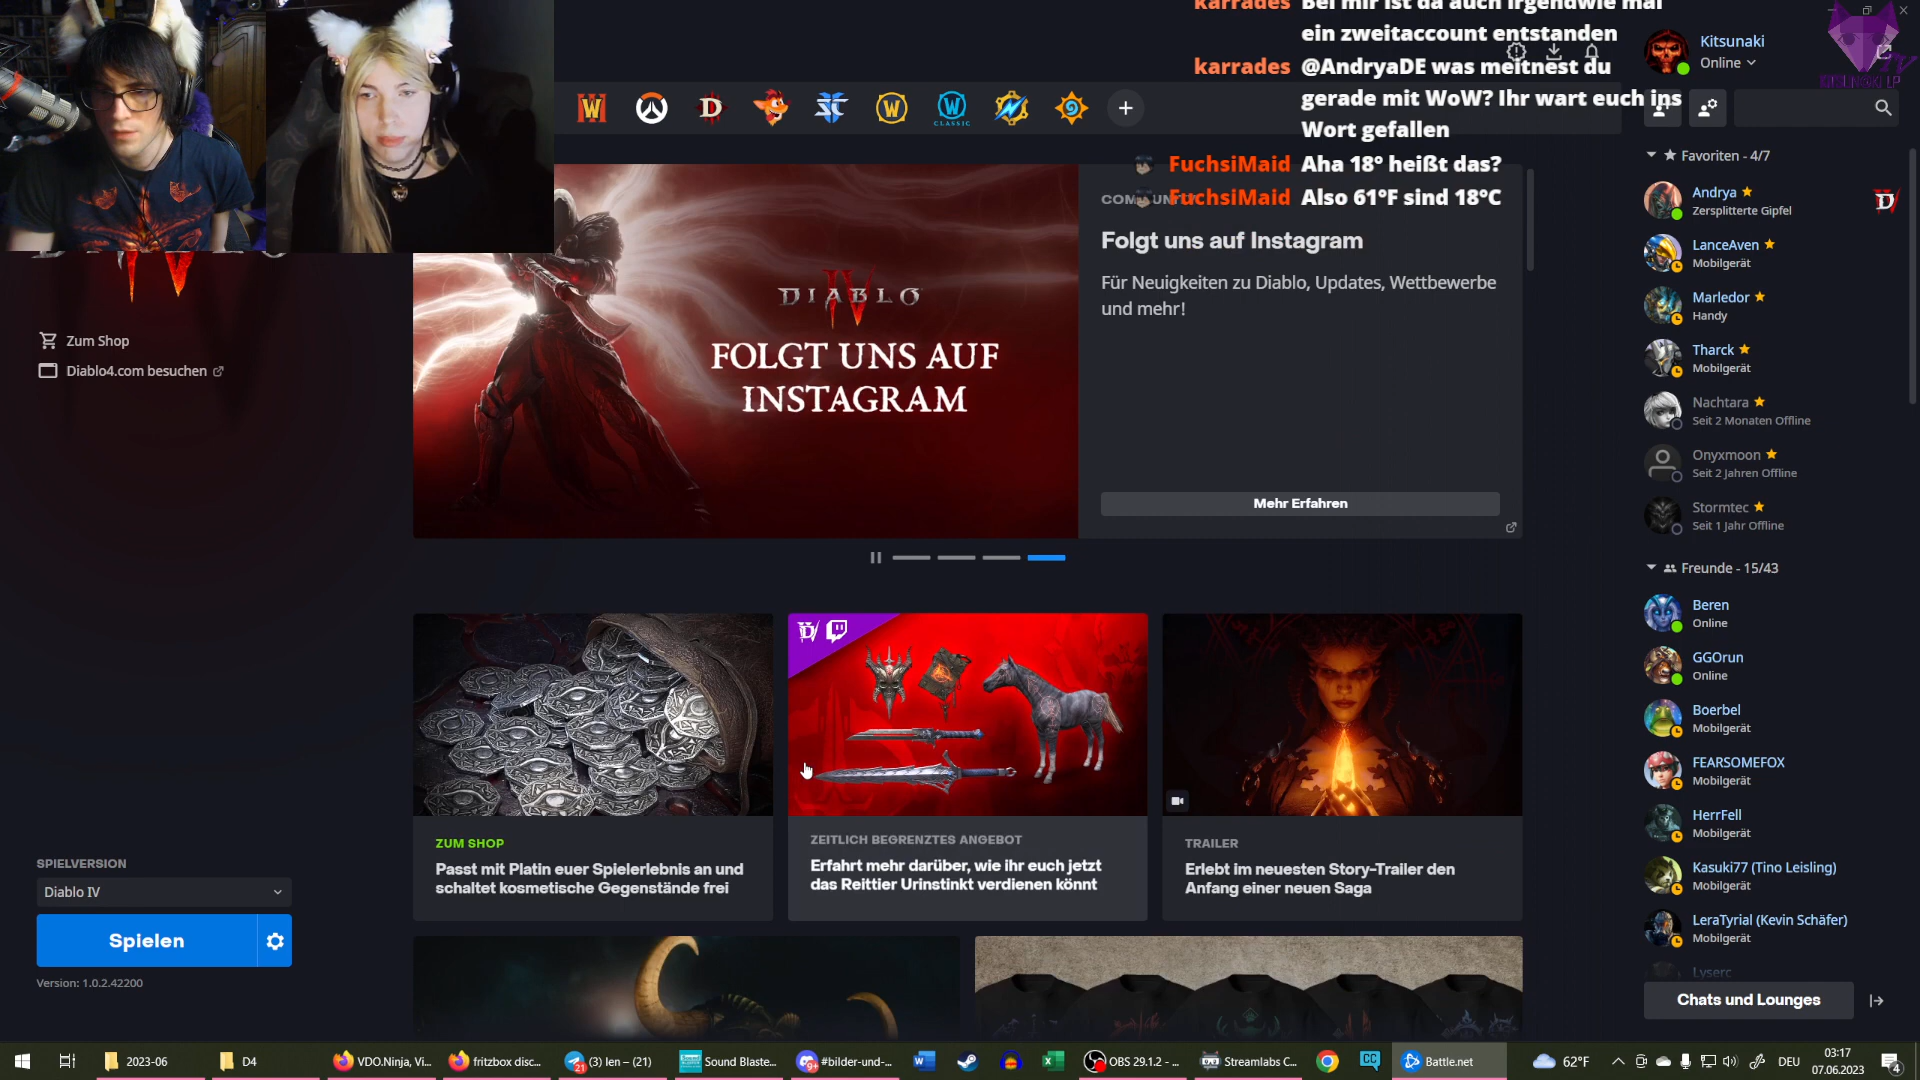 karrades Bei mir ist da auch irgendwie mal
ein zweitaccount entstanden
karrades @AndryaDE was meitnest du
gerade mit WoW? Ihr wart euch ins
Wort gefallen
FuchsiMaid Aha 18° heißt das?
FuchsiMaid Also 61°F sind 18°C
Kitsunaki
Online
CLASSIC
Folgt uns auf Instagram
Für Neuigkeiten zu Diablo, Updates, Wettbewerbe
und mehr!
Mehr Erfahren
DIABLO
IV
FOLGT UNS AUF
INSTAGRAM
Zum Shop
Diablo4.com besuchen
ZUM SHOP
Passt mit Platin euer Spielerlebnis an und
schaltet kosmetische Gegenstände frei
ZEITLICH BEGRENZTES ANGEBOT
Erfahrt mehr darüber, wie ihr euch jetzt
das Reittier Urinstinkt verdienen könnt
TRAILER
Erlebt im neuesten Story-Trailer den
Anfang einer neuen Saga
SPIELVERSION
Diablo IV
Spielen
Version: 1.0.2.42200
Favoriten - 4/7
Andrya
Zersplitterte Gipfel
LanceAven
Mobilgerät
Marledor
Handy
Tharck
Mobilgerät
Nachtara
Seit 2 Monaten Offline
Onyxmoon
Seit 2 Jahren Offline
Stormtec
Seit 1 Jahr Offline
Freunde - 15/43
Beren
Online
GGOrun
Online
Boerbel
Mobilgerät
FEARSOMEFOX
Mobilgerät
HerrFell
Mobilgerät
Kasuki77 (Tino Leisling)
Mobilgerät
LeraTyrial (Kevin Schäfer)
Mobilgerät
Lyserc
Chats und Lounges
2023-06
D4
VDO.Ninja, Vi...
fritzbox disc...
(3) len – (21)
Sound Blaste...
#bilder-und-...
OBS 29.1.2 - ...
Streamlabs C...
Battle.net
62°F
DEU
03:17
07.06.2023
4